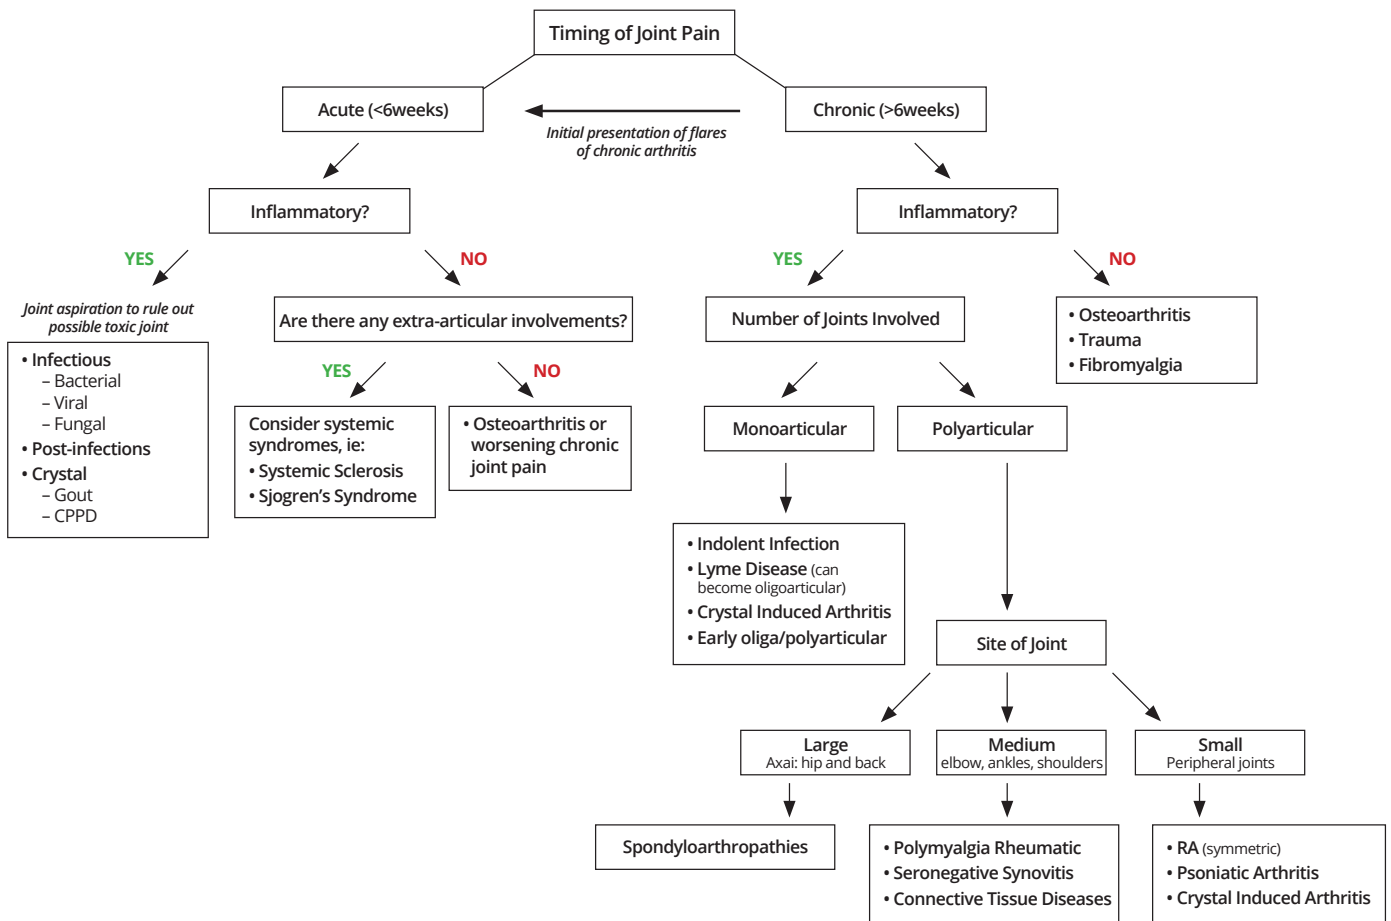 Timing of Joint Pain
Acute (<6weeks)
Initial presentation of flares
of chronic arthritis
Chronic (>6weeks)
Inflammatory?
Inflammatory?
YES
NO
YES
NO
Joint aspiration to rule out
possible toxic joint
• Infectious
– Bacterial
– Viral
– Fungal
• Post-infections
• Crystal
– Gout
– CPPD
Are there any extra-articular involvements?
YES
NO
Consider systemic
syndromes, ie:
• Systemic Sclerosis
• Sjogren’s Syndrome
• Osteoarthritis or
worsening chronic
joint pain
Number of Joints Involved
• Osteoarthritis
• Trauma
• Fibromyalgia
Monoarticular
Polyarticular
• Indolent Infection
• Lyme Disease (can
become oligoarticular)
• Crystal Induced Arthritis
• Early oliga/polyarticular
Site of Joint
Large
Axai: hip and back
Medium
elbow, ankles, shoulders
Small
Peripheral joints
Spondyloarthropathies
• Polymyalgia Rheumatic
• Seronegative Synovitis
• Connective Tissue Diseases
• RA (symmetric)
• Psoniatic Arthritis
• Crystal Induced Arthritis